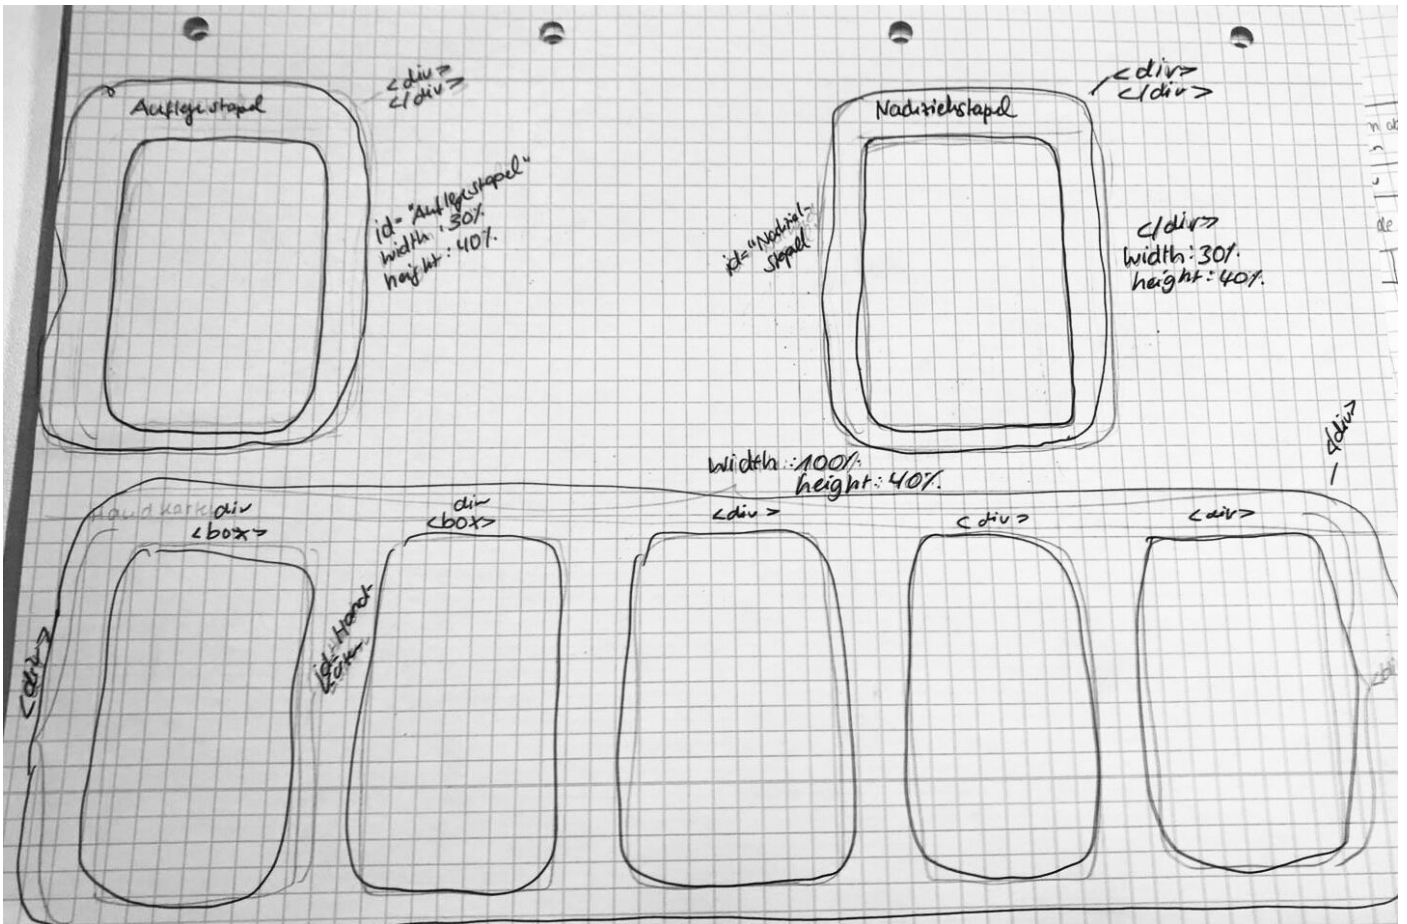 <div>
</div>
Auflegestapel
id="Auflegestapel"
width:30%
height:40%
<div>
</div>
Nachziehstapel
id="Nachzieh-
stapel
</div>
width:30%
height:40%
width:100%
height:40%
<div>
Handkarten
div
<box>
div
<box>
<div>
<div>
<div>
<div>
id=Hand-